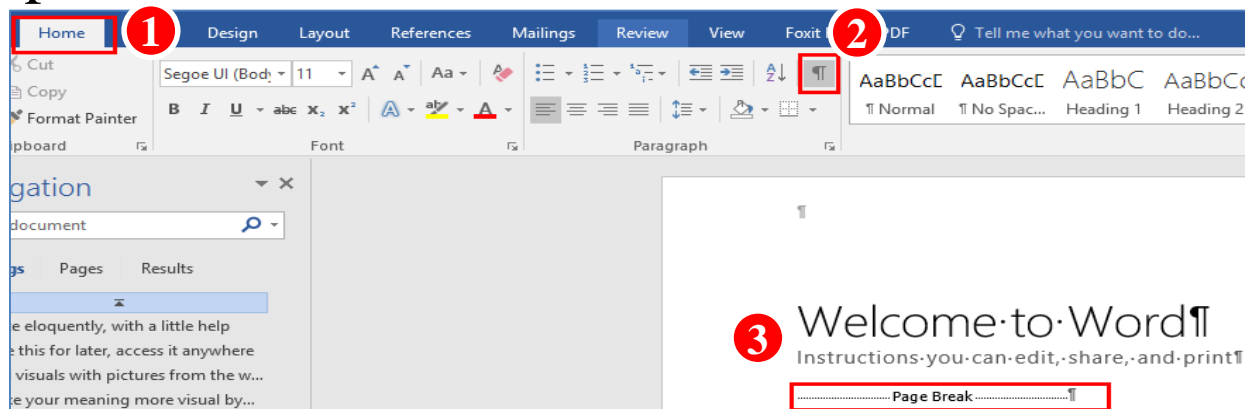 Home 1 Design Layout References Mailings Review View Foxit 2 PDF Tell me what you want to do...
Cut
Copy
Format Painter
Segoe UI (Body 11 A A Aa
B I U abc X₂ X² A aby A
A Z ¶
AaBbCcD AaBbCcD AaBbC AaBbCc
¶ Normal ¶ No Spac... Heading 1 Heading 2
pboard Font Paragraph
gation
document
gs Pages Results
e eloquently, with a little help
e this for later, access it anywhere
visuals with pictures from the w...
e your meaning more visual by...
¶
3
Welcome·to·Word¶
Instructions·you·can·edit,·share,·and·print¶
Page Break ¶